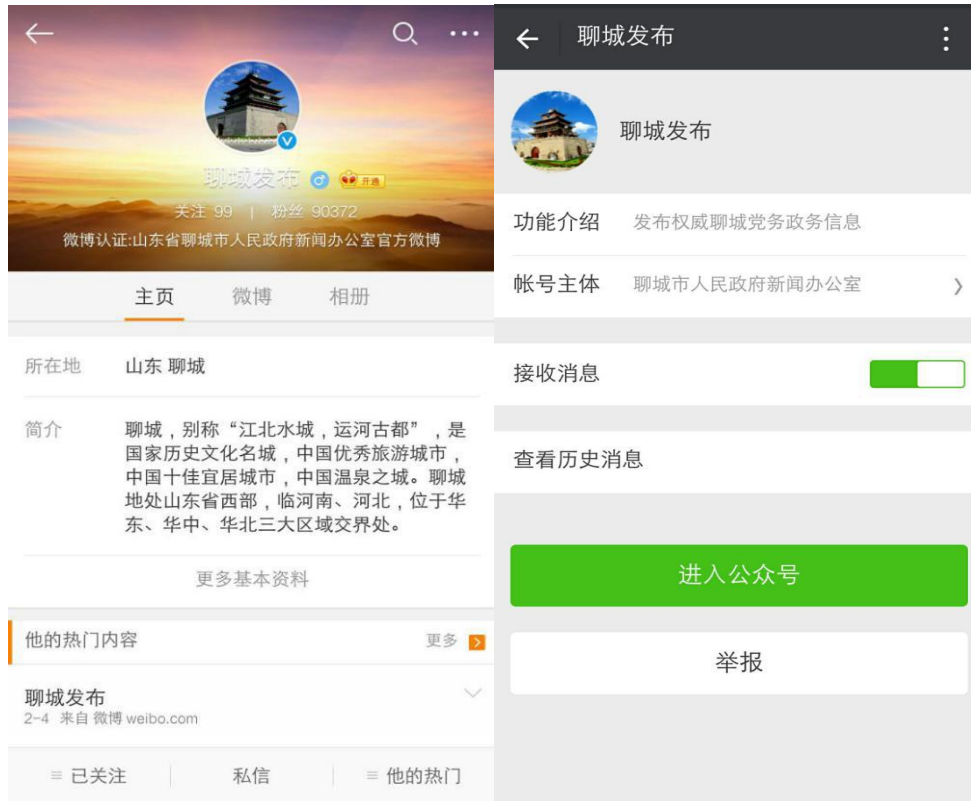 聊城发布
开通
关注 99 | 粉丝 90372
微博认证:山东省聊城市人民政府新闻办公室官方微博
主页 微博 相册
所在地 山东 聊城
简介 聊城，别称“江北水城，运河古都”，是
国家历史文化名城，中国优秀旅游城市，
中国十佳宜居城市，中国温泉之城。聊城
地处山东省西部，临河南、河北，位于华
东、华中、华北三大区域交界处。
更多基本资料
他的热门内容 更多
聊城发布
2-4 来自 微博 weibo.com
已关注 私信 他的热门
聊城发布
聊城发布
功能介绍 发布权威聊城党务政务信息
帐号主体 聊城市人民政府新闻办公室
接收消息
查看历史消息
进入公众号
举报